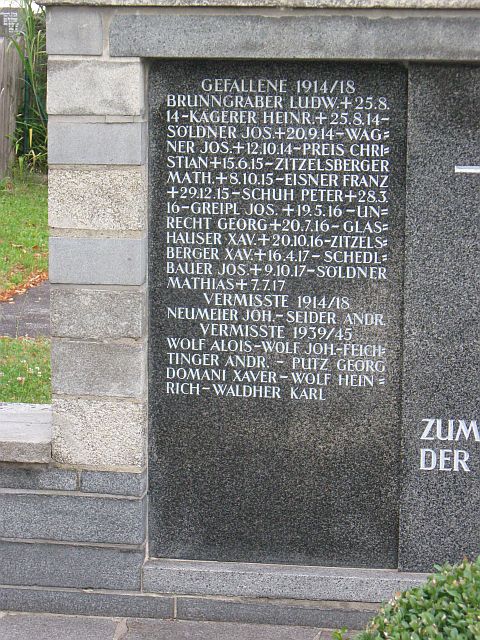 GEFALLENE 1914/18
BRUNNGRABER LUDW.+25.8.
14-KÄGERER HEINR.+25.8.14-
SÖLDNER JOS.+20.9.14-WAG=
NER JOS.+12.10.14-PREIS CHRI=
STIAN+15.6.15-ZITZELSBERGER
MATH.+8.10.15-EISNER FRANZ
+29.12.15-SCHUH PETER+28.3
16-GREIPL JOS.+19.5.16-UN=
RECHT GEORG+20.7.16-GLAS=
HAUSER XAV.+20.10.16-ZITZELS=
BERGER XAV.+16.4.17-SCHEDL=
BAUER JOS.+9.10.17-SÖLDNER
MATHIAS+7.7.17
VERMISSTE 1914/18
NEUMEIER JOH.-SEIDER ANDR.
VERMISSTE 1939/45
WOLF ALOIS-WOLF JOH.-FEICH=
TINGER ANDR.-PUTZ GEORG
DOMANI XAVER-WOLF HEIN=
RICH-WALDHER KARL
ZUM
DER